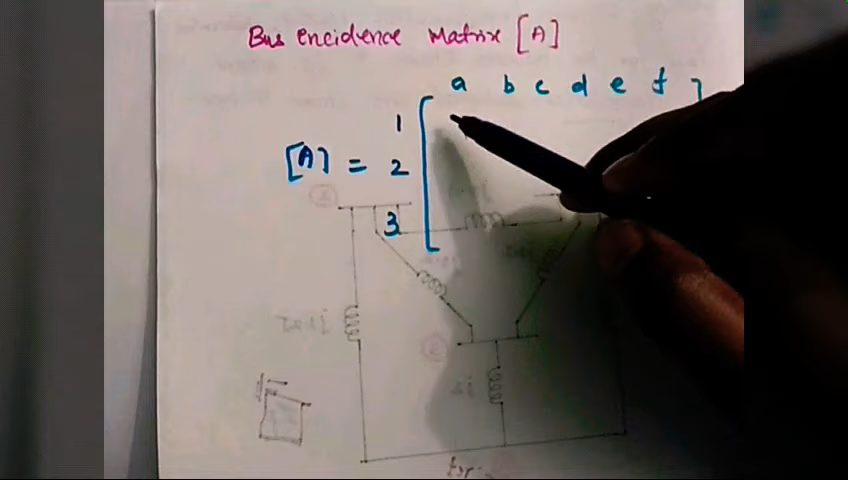 Bus encidence Matrix [A]
a b c d e f
1
[A] = 2
3